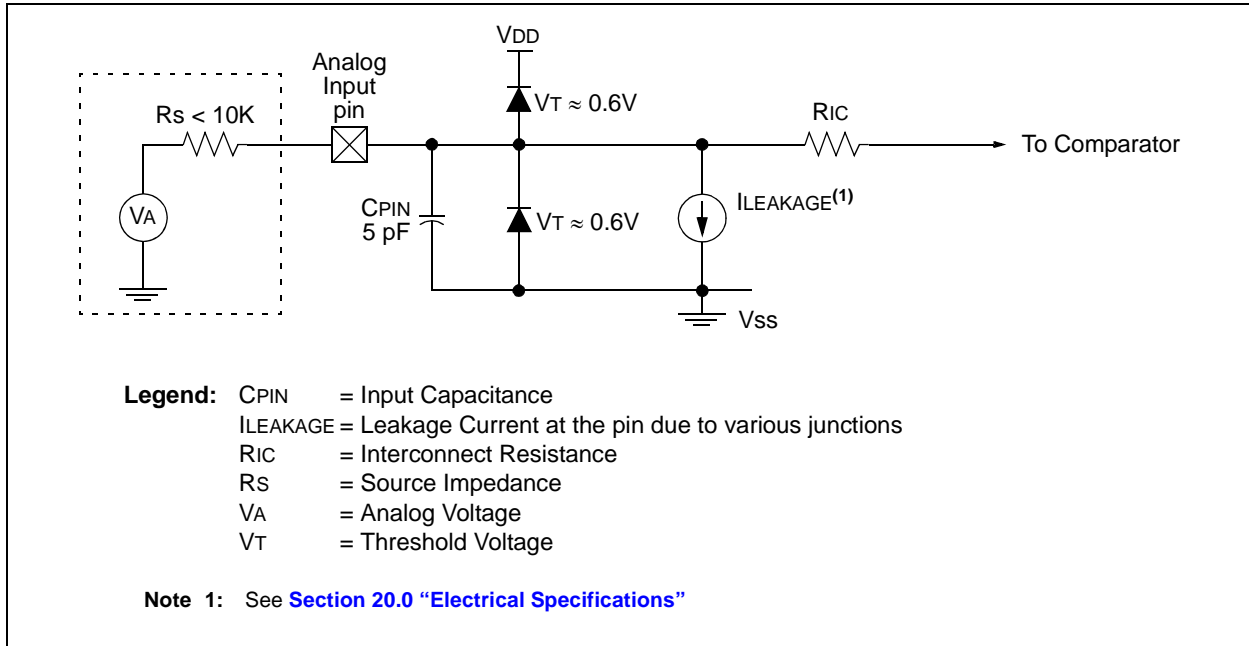 VDD
Analog
Input
pin
VT ≈ 0.6V
Rs < 10K
RIC
To Comparator
VA
CPIN
5 pF
VT ≈ 0.6V
ILEAKAGE(1)
Vss
Legend: CPIN = Input Capacitance
ILEAKAGE = Leakage Current at the pin due to various junctions
RIC = Interconnect Resistance
RS = Source Impedance
VA = Analog Voltage
VT = Threshold Voltage
Note 1: See Section 20.0 “Electrical Specifications”